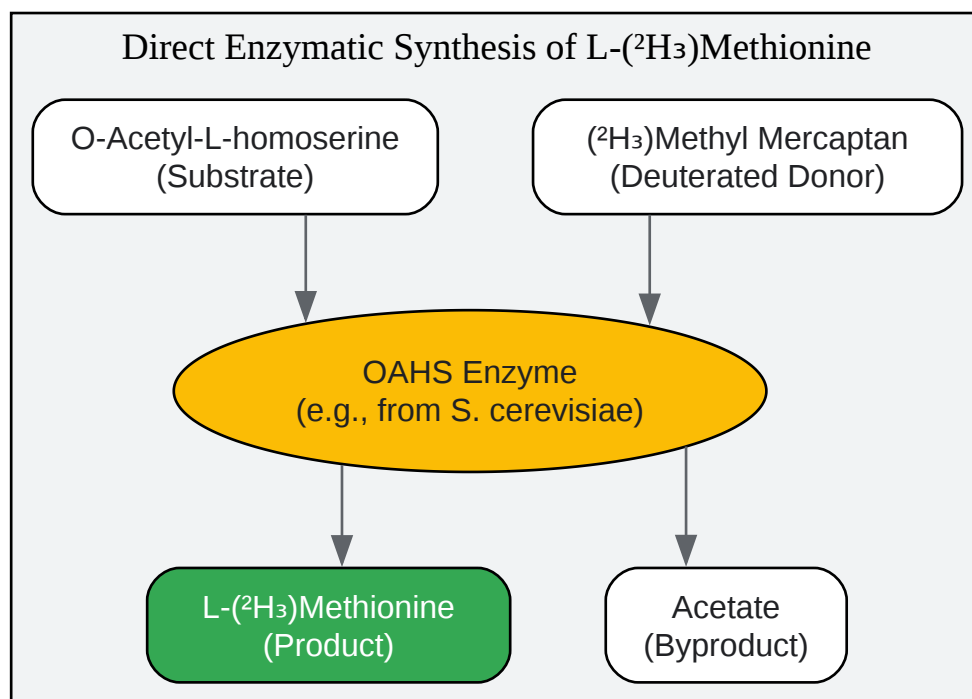 Direct Enzymatic Synthesis of L-(²H₃)Methionine
O-Acetyl-L-homoserine
(Substrate)
(²H₃)Methyl Mercaptan
(Deuterated Donor)
OAHS Enzyme
(e.g., from S. cerevisiae)
L-(²H₃)Methionine
(Product)
Acetate
(Byproduct)